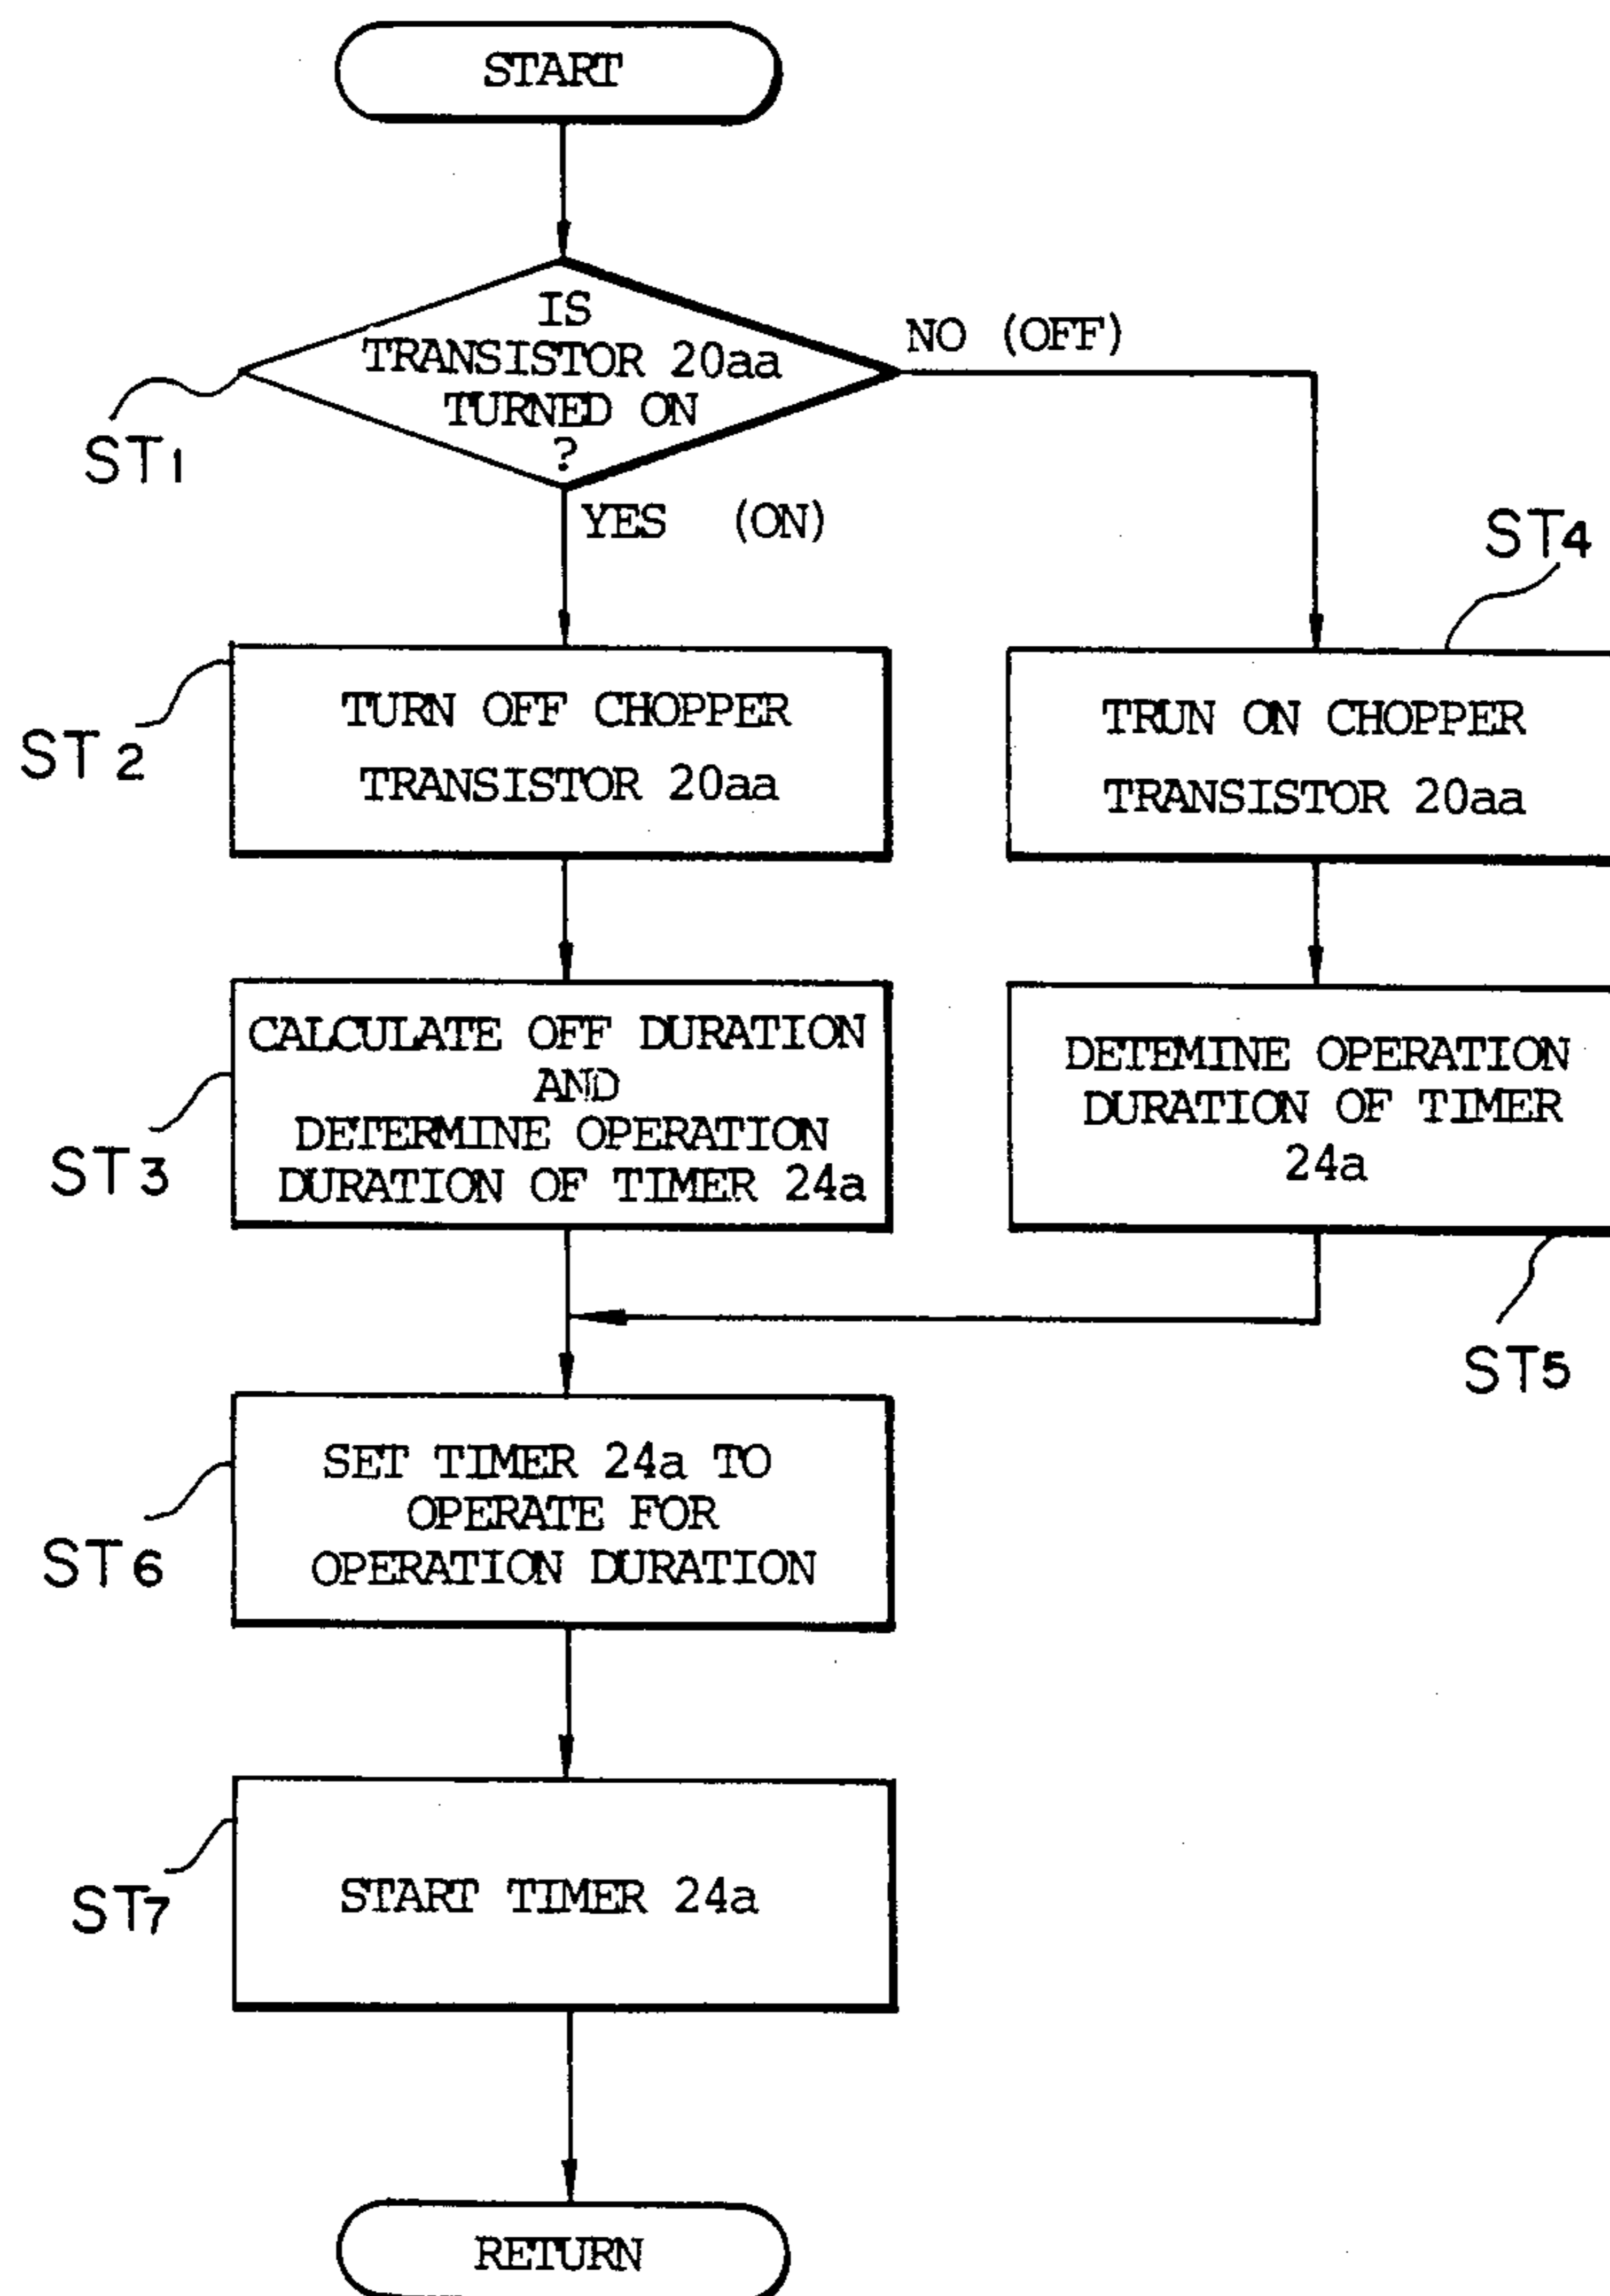 START
IS
TRANSISTOR 20aa
TURNED ON
?
NO (OFF)
ST1
YES (ON)
ST4
ST2
TURN OFF CHOPPER
TRANSISTOR 20aa
TRUN ON CHOPPER
TRANSISTOR 20aa
CALCULATE OFF DURATION
AND
DETERMINE OPERATION
DURATION OF TIMER 24a
ST3
DETEMINE OPERATION
DURATION OF TIMER
24a
ST5
SET TIMER 24a TO
OPERATE FOR
OPERATION DURATION
ST6
START TIMER 24a
ST7
RETURN